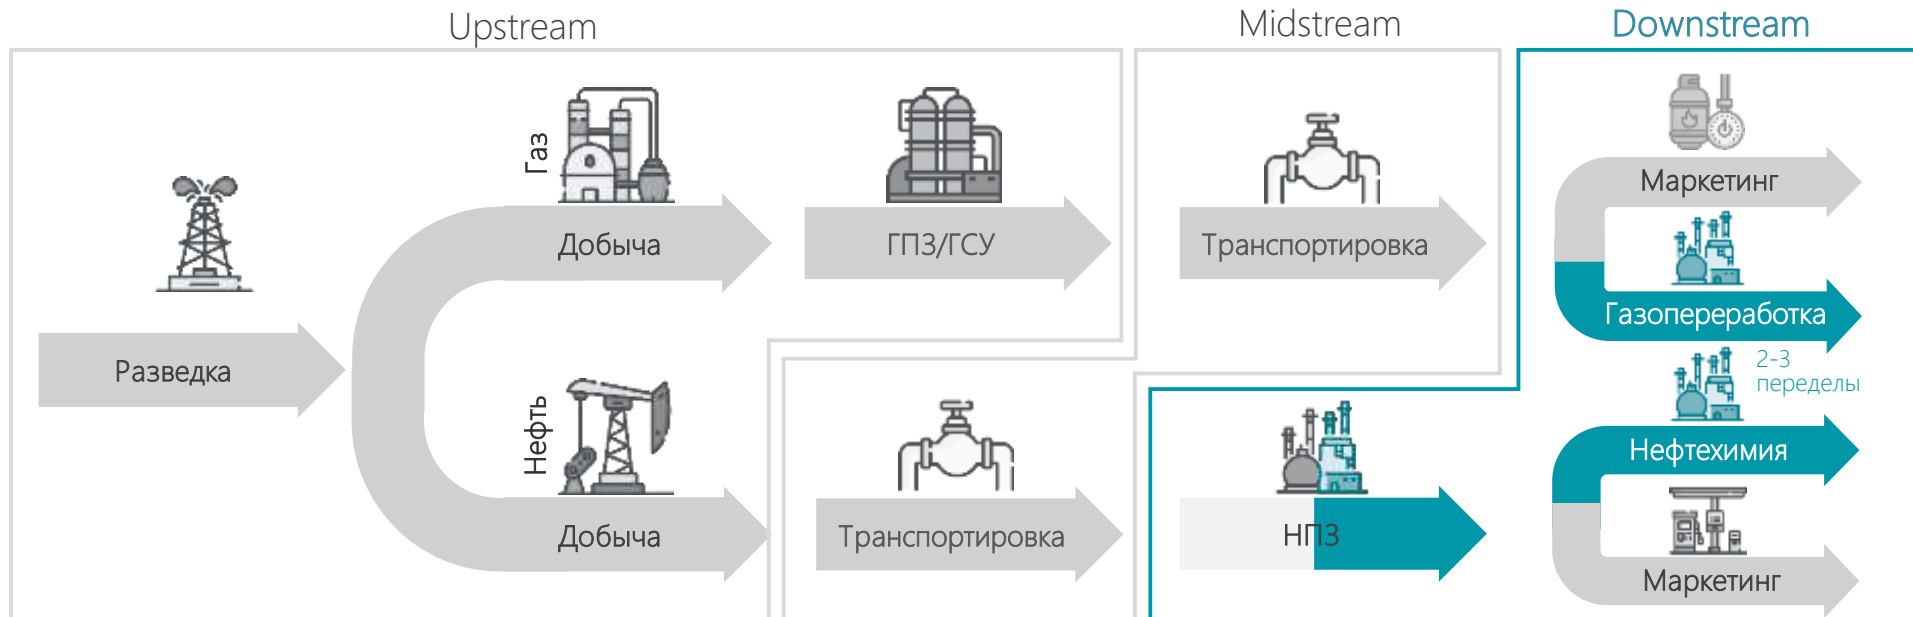 Upstream
Midstream
Downstream
Газ
Добыча
ГПЗ/ГСУ
Транспортировка
Маркетинг
Газопереработка
Разведка
2-3
переделы
Нефть
Добыча
Транспортировка
НПЗ
Нефтехимия
Маркетинг